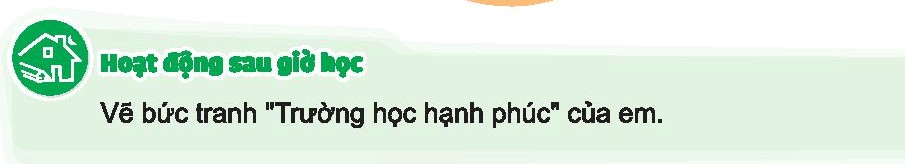 Hoạt động sau giờ học
Vẽ bức tranh "Trường học hạnh phúc" của em.